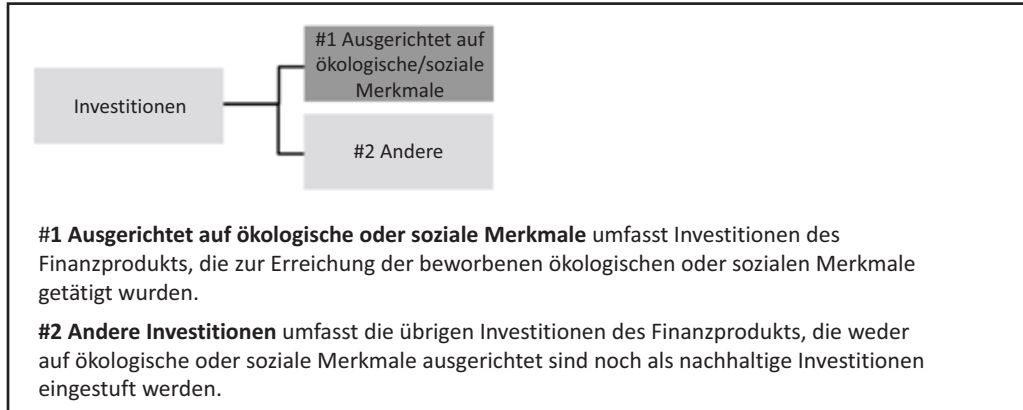 #1 Ausgerichtet auf
ökologische/soziale
Merkmale
Investitionen
#2 Andere
#1 Ausgerichtet auf ökologische oder soziale Merkmale umfasst Investitionen des
Finanzprodukts, die zur Erreichung der beworbenen ökologischen oder sozialen Merkmale
getätigt wurden.
#2 Andere Investitionen umfasst die übrigen Investitionen des Finanzprodukts, die weder
auf ökologische oder soziale Merkmale ausgerichtet sind noch als nachhaltige Investitionen
eingestuft werden.